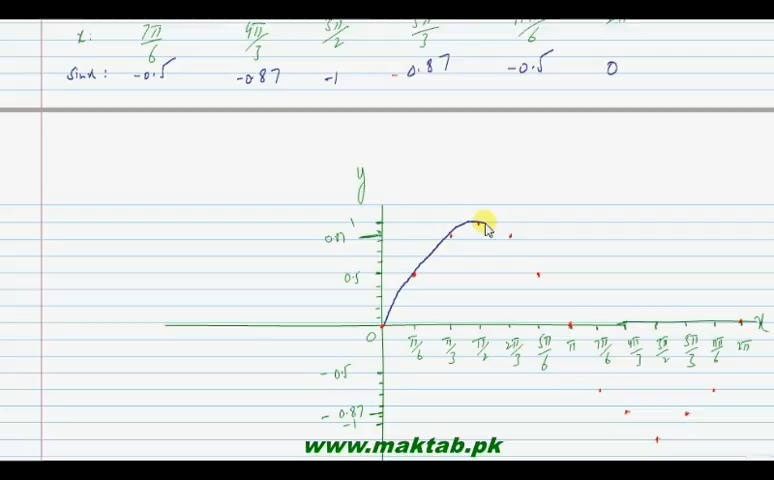 x: 7π/6 4π/3 3π/2 5π/3 11π/6 2π
sinx: -0.5 -0.87 -1 -0.87 -0.5 0
y
1
0.87
0.5
0 π/6 π/3 π/2 2π/3 5π/6 π 7π/6 4π/3 3π/2 5π/3 11π/6 2π x
-0.5
-0.87
-1
www.maktab.pk